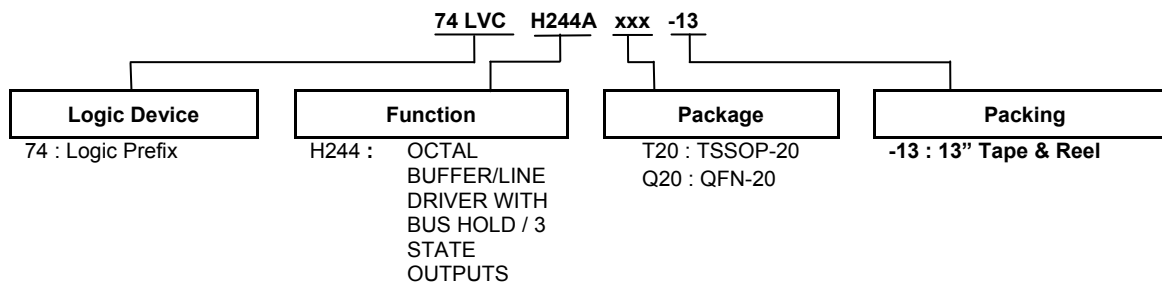 74 LVC H244A xxx -13
Logic Device Function Package Packing
74 : Logic Prefix H244 : OCTAL T20 : TSSOP-20 -13 : 13” Tape & Reel
BUFFER/LINE Q20 : QFN-20
DRIVER WITH
BUS HOLD / 3
STATE
OUTPUTS